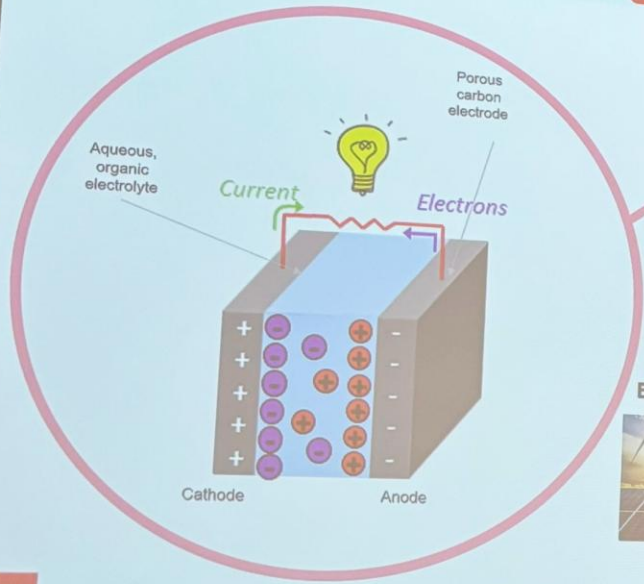 Porous
carbon
electrode
Aqueous,
organic
electrolyte
Current
Electrons
+ - - + -
+ - + -
+ - + + -
+ - + + -
+ - - + -
- +
Cathode
Anode